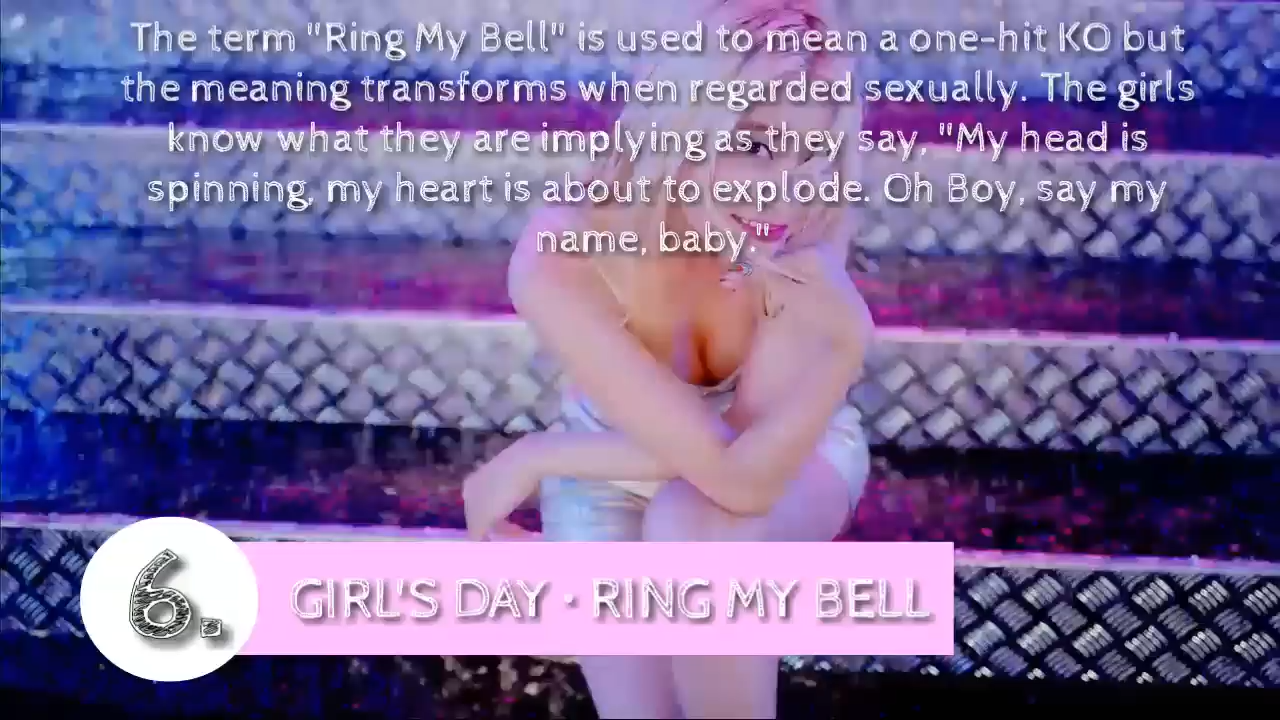 The term "Ring My Bell" is used to mean a one-hit KO but
the meaning transforms when regarded sexually. The girls
know what they are implying as they say, "My head is
spinning, my heart is about to explode. Oh Boy, say my
name, baby."
6.
GIRL'S DAY · RING MY BELL